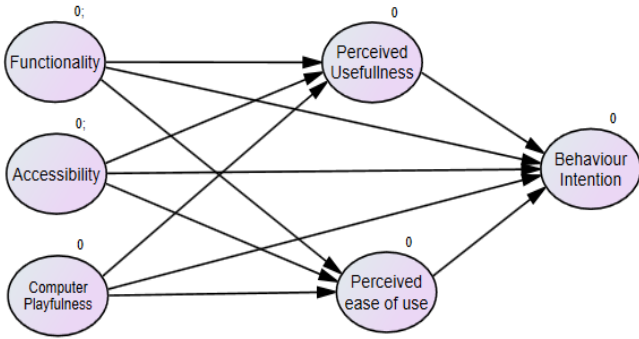 0;
Functionality
0
Perceived
Usefullness
0;
Accessibility
0
Behaviour
Intention
0
Computer
Playfulness
0
Perceived
ease of use